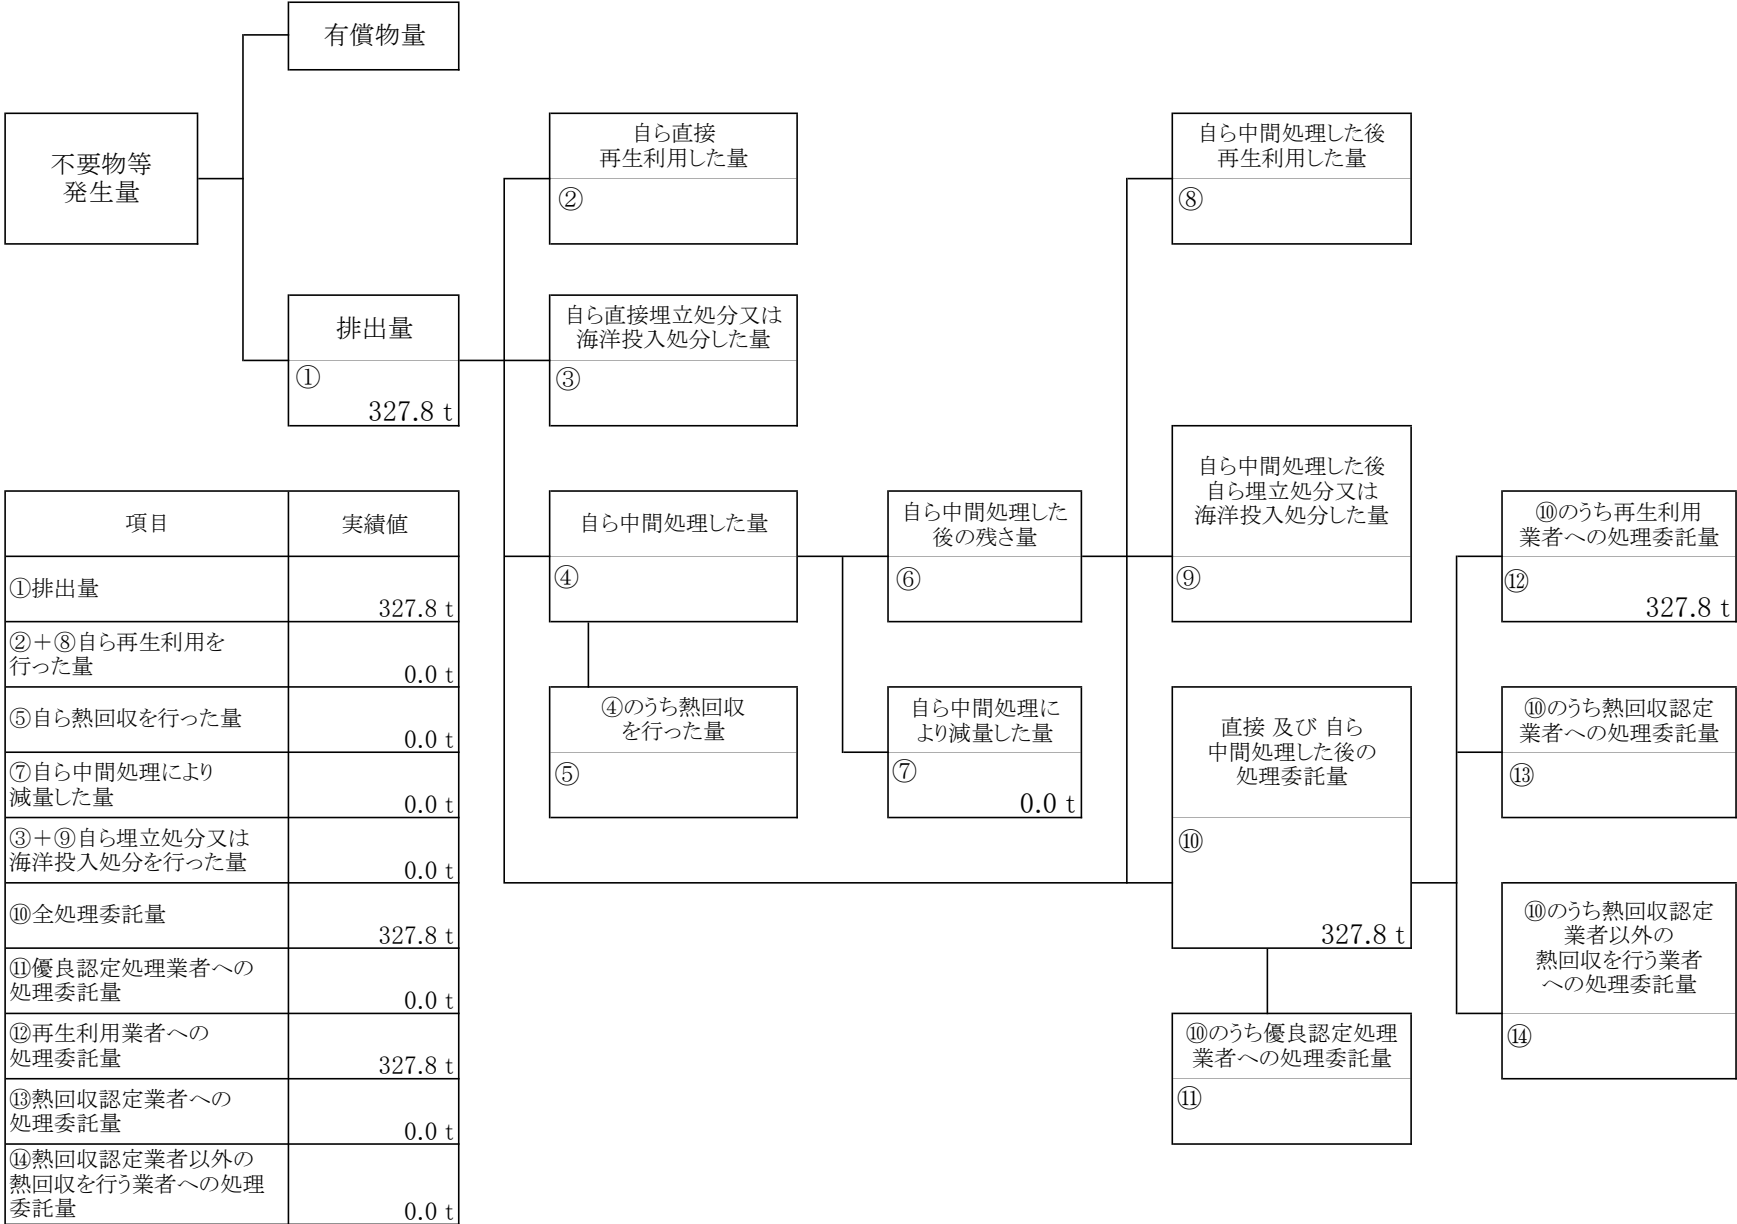 有償物量
不要物等
発生量
自ら直接
再生利用した量
②
自ら中間処理した後
再生利用した量
⑧
排出量
①
327.8 t
自ら直接埋立処分又は
海洋投入処分した量
③
自ら中間処理した量
④
自ら中間処理した
後の残さ量
⑥
自ら中間処理した後
自ら埋立処分又は
海洋投入処分した量
⑨
⑩のうち再生利用
業者への処理委託量
⑫
327.8 t
④のうち熱回収
を行った量
⑤
自ら中間処理に
より減量した量
⑦
0.0 t
直接 及び 自ら
中間処理した後の
処理委託量
⑩
327.8 t
⑩のうち熱回収認定
業者への処理委託量
⑬
⑩のうち熱回収認定
業者以外の
熱回収を行う業者
への処理委託量
⑭
⑩のうち優良認定処理
業者への処理委託量
⑪
項目
実績値
①排出量
327.8 t
②＋⑧自ら再生利用を
行った量
0.0 t
⑤自ら熱回収を行った量
0.0 t
⑦自ら中間処理により
減量した量
0.0 t
③＋⑨自ら埋立処分又は
海洋投入処分を行った量
0.0 t
⑩全処理委託量
327.8 t
⑪優良認定処理業者への
処理委託量
0.0 t
⑫再生利用業者への
処理委託量
327.8 t
⑬熱回収認定業者への
処理委託量
0.0 t
⑭熱回収認定業者以外の
熱回収を行う業者への処理
委託量
0.0 t